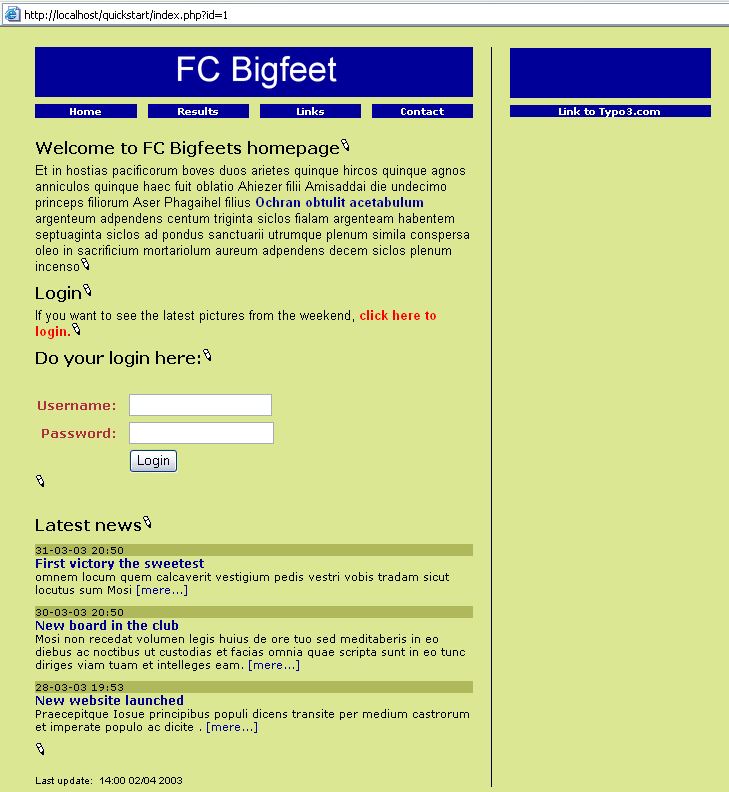 http://localhost/quickstart/index.php?id=1
FC Bigfeet
Home Results Links Contact
Link to Typo3.com
Welcome to FC Bigfeets homepage
Et in hostias pacificorum boves duos arietes quinque hircos quinque agnos
anniculos quinque haec fuit oblatio Ahiezer filii Amisaddai die undecimo
princeps filiorum Aser Phagaihel filius Ochran obtulit acetabulum
argenteum adpendens centum triginta siclos fialam argenteam habentem
septuaginta siclos ad pondus sanctuarii utrumque plenum simila conspersa
oleo in sacrificium mortariolum aureum adpendens decem siclos plenum
incenso
Login
If you want to see the latest pictures from the weekend, click here to
login.
Do your login here:
Username:
Password:
Login
Latest news
31-03-03 20:50
First victory the sweetest
omnem locum quem calcaverit vestigium pedis vestri vobis tradam sicut
locutus sum Mosi [mere...]
30-03-03 20:50
New board in the club
Mosi non recedat volumen legis huius de ore tuo sed meditaberis in eo
diebus ac noctibus ut custodias et facias omnia quae scripta sunt in eo tunc
diriges viam tuam et intelleges eam. [mere...]
28-03-03 19:53
New website launched
Praecepitque Iosue principibus populi dicens transite per medium castrorum
et imperate populo ac dicite . [mere...]
Last update: 14:00 02/04 2003